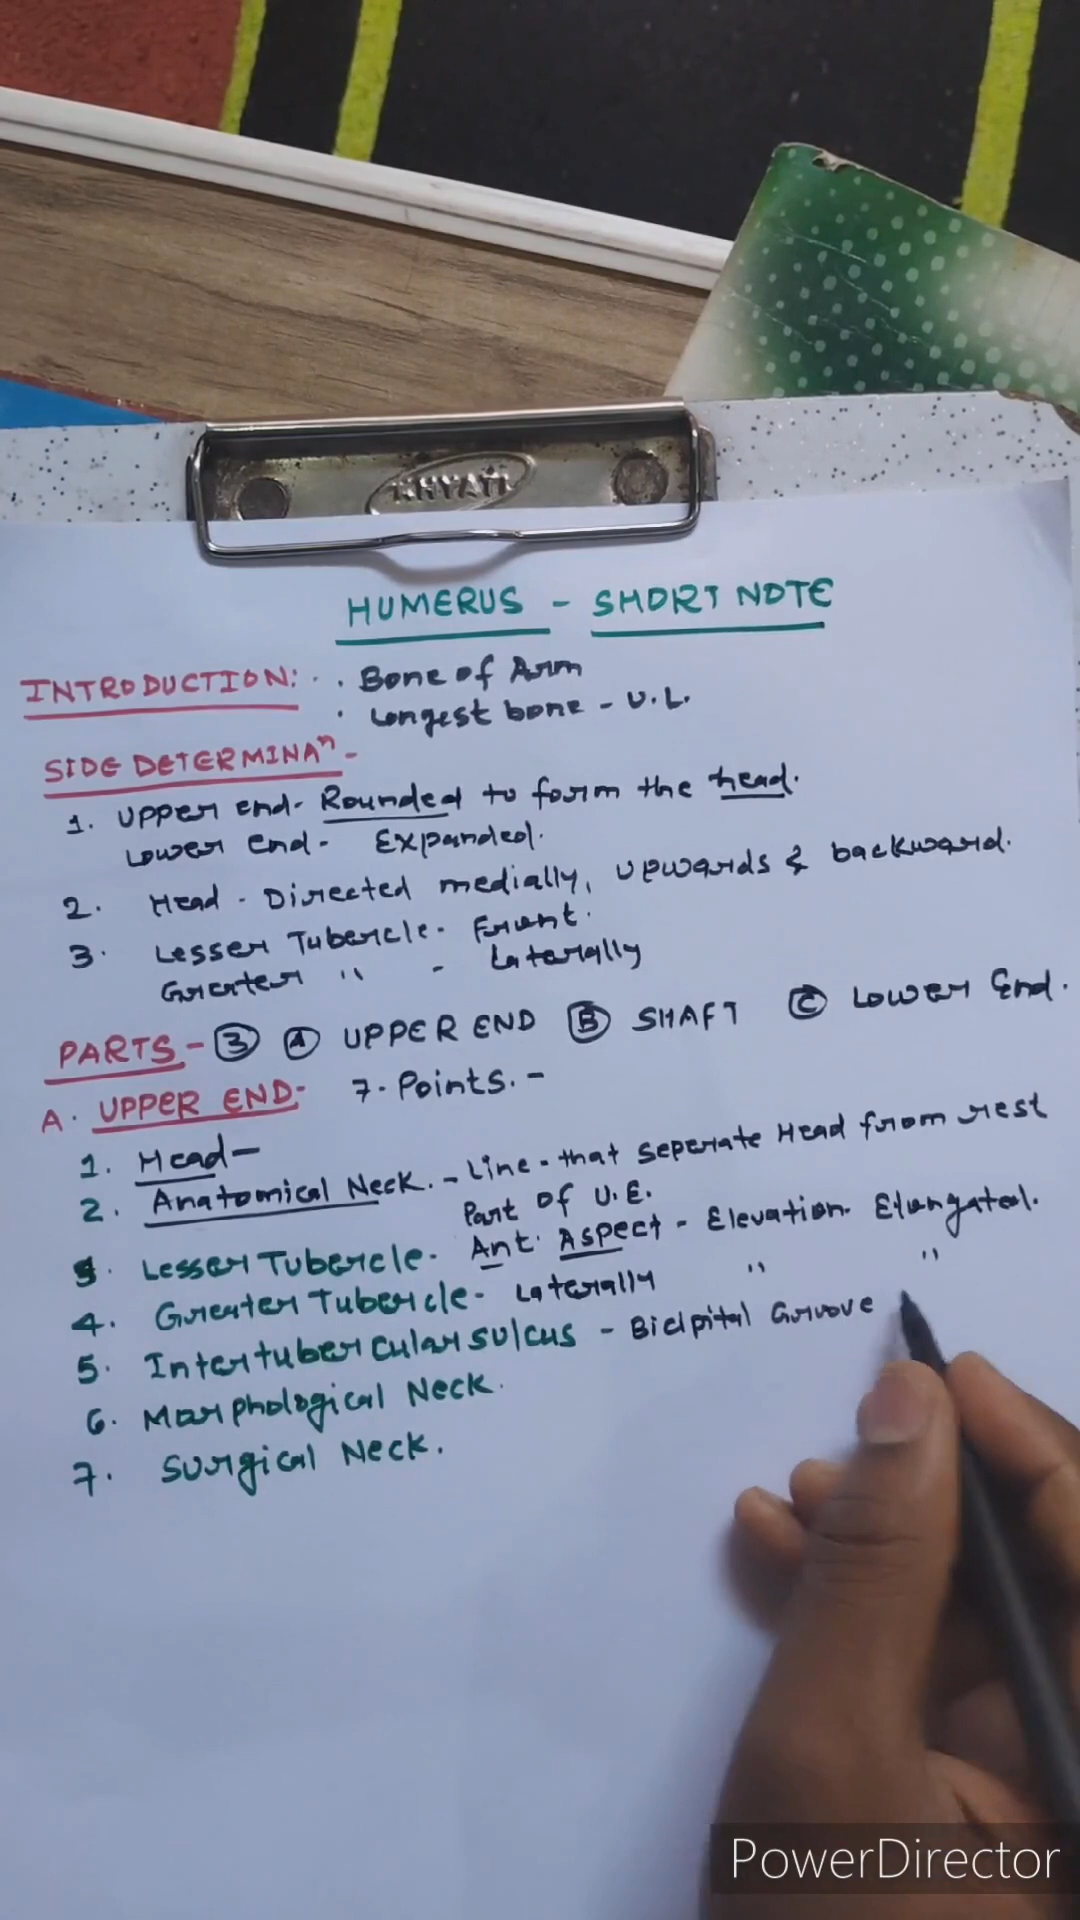 KHYATI
HUMERUS - SHORT NOTE
INTRODUCTION: . Bone of Arm
. Longest bone - U.L.
SIDE DETERMINAⁿ -
1. Upper end - Rounded to form the head.
Lower End - Expanded.
2. Head - Directed medially, upwards & backward.
3. Lesser Tubercle - Front.
Greater " - Laterally
PARTS - ③ Ⓐ UPPER END Ⓑ SHAFT Ⓒ LOWER End.
A. UPPER END - 7 - Points. -
1. Head -
2. Anatomical Neck. - Line - that seperate Head from rest
Part of U.E.
3. Lesser Tubercle - Ant. Aspect - Elevation - Elongated.
4. Greater Tubercle - Laterally " "
5. Intertubercular sulcus - Bicipital Groove
6. Morphological Neck.
7. Surgical Neck.
PowerDirector